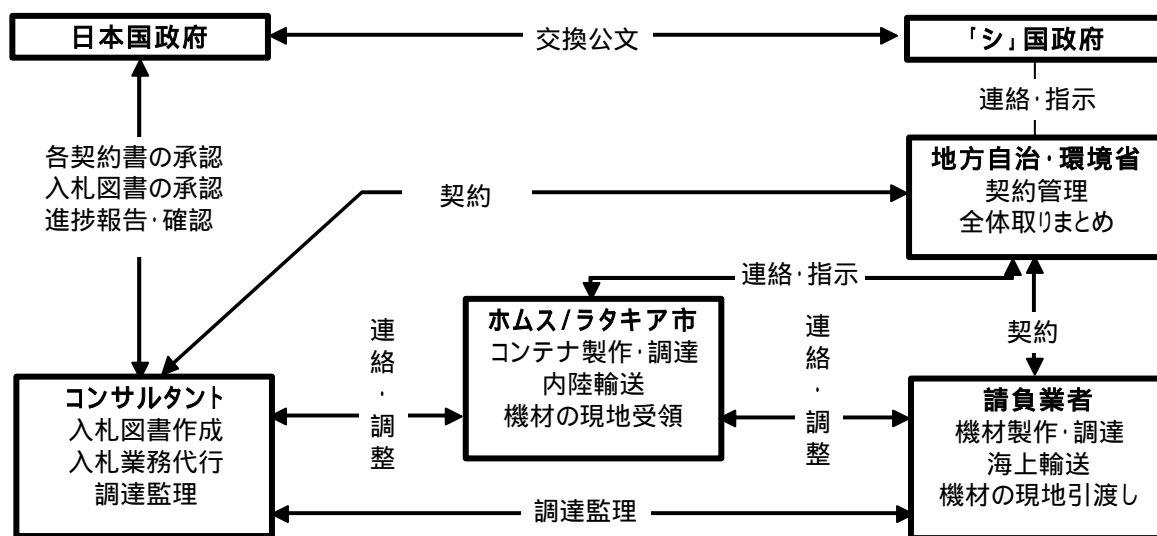 日本国政府
交換公文
「シ」国政府
連絡・指示
各契約書の承認
入札図書の承認
進捗報告・確認
契約
地方自治・環境省
契約管理
全体取りまとめ
連絡・指示
ホムス/ラタキア市
コンテナ製作・調達
内陸輸送
機材の現地受領
連絡・調整
連絡・調整
契約
コンサルタント
入札図書作成
入札業務代行
調達監理
請負業者
機材製作・調達
海上輸送
機材の現地引渡し
調達監理